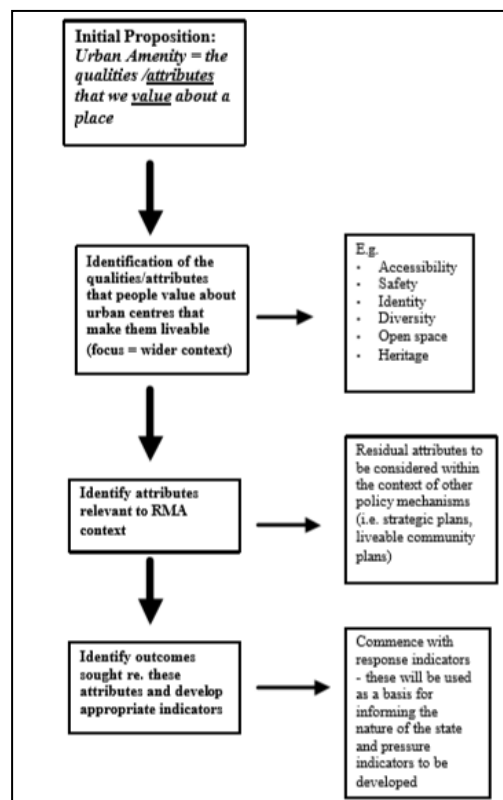 Initial Proposition:
Urban Amenity = the
qualities /attributes
that we value about a
place
Identification of the
qualities/attributes
that people value about
urban centres that
make them liveable
(focus = wider context)
E.g.
• Accessibility
• Safety
• Identity
• Diversity
• Open space
• Heritage
Identify attributes
relevant to RMA
context
Residual attributes to
be considered within
the context of other
policy mechanisms
(i.e. strategic plans,
liveable community
plans)
Identify outcomes
sought re. these
attributes and develop
appropriate indicators
Commence with
response indicators
- these will be used
as a basis for
informing the
nature of the state
and pressure
indicators to be
developed